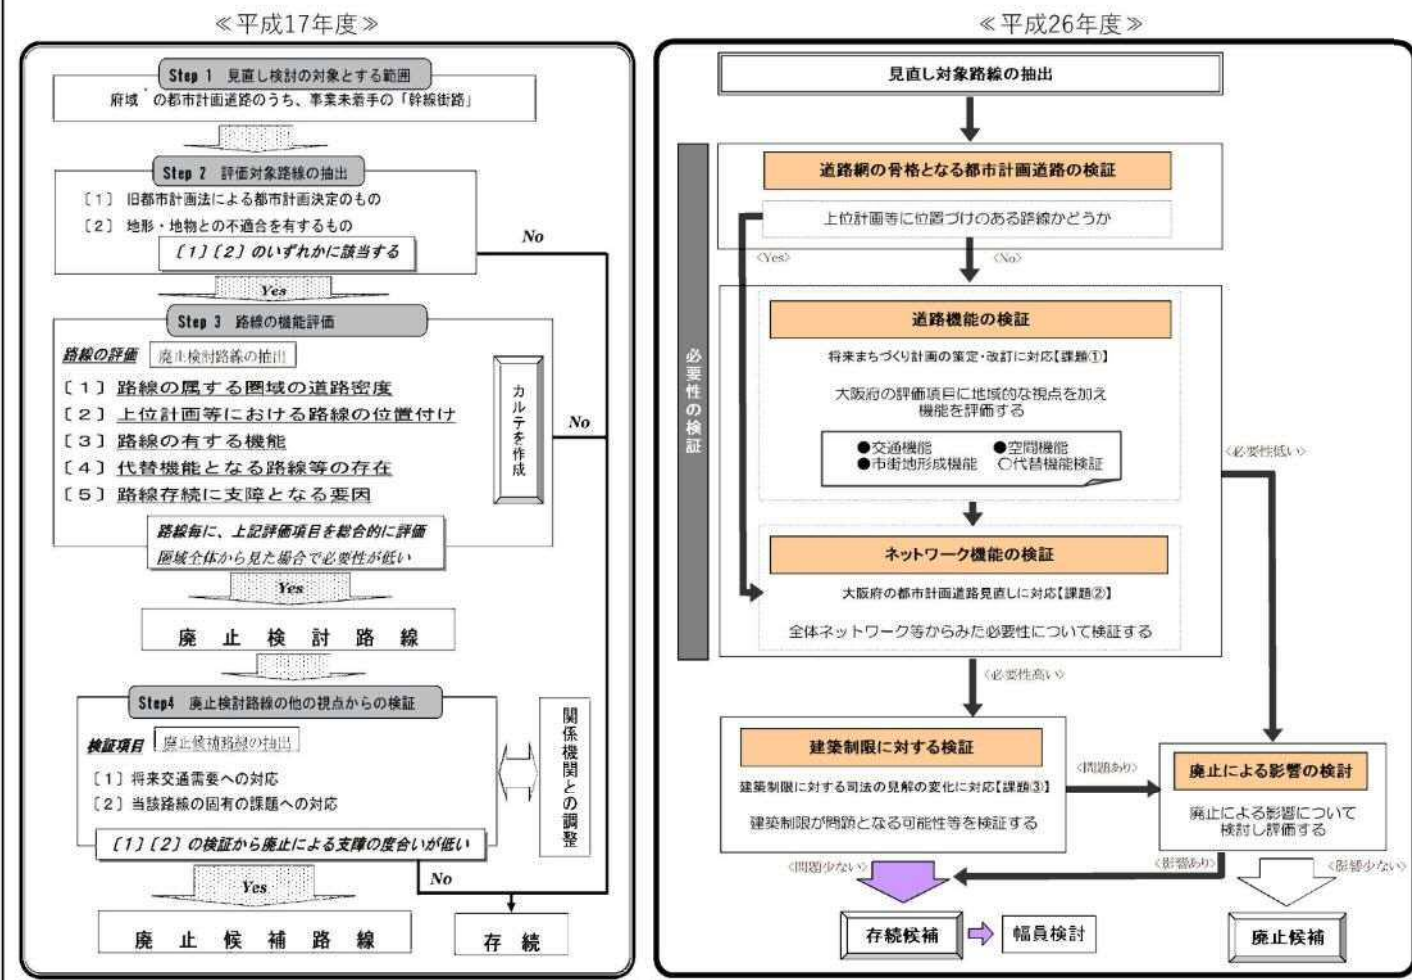 ≪平成17年度≫
Step 1 見直し検討の対象とする範囲
府域*の都市計画道路のうち、事業未着手の「幹線街路」
Step 2 評価対象路線の抽出
〔１〕 旧都市計画法による都市計画決定のもの
〔２〕 地形・地物との不適合を有するもの
〔１〕〔２〕のいずれかに該当する
No
Yes
Step 3 路線の機能評価
路線の評価 廃止検討路線の抽出
〔１〕路線の属する圏域の道路密度
〔２〕上位計画等における路線の位置付け
〔３〕路線の有する機能
〔４〕代替機能となる路線等の存在
〔５〕路線存続に支障となる要因
カルテを作成
No
路線毎に、上記評価項目を総合的に評価
圏域全体から見た場合で必要性が低い
Yes
廃止検討路線
Step4 廃止検討路線の他の視点からの検証
検証項目 廃止候補路線の抽出
〔１〕将来交通需要への対応
〔２〕当該路線の固有の課題への対応
関係機関との調整
〔１〕〔２〕の検証から廃止による支障の度合いが低い
Yes
No
廃止候補路線
存続
≪平成26年度≫
見直し対象路線の抽出
必要性の検証
道路網の骨格となる都市計画道路の検証
上位計画等に位置づけのある路線かどうか
<Yes>
<No>
道路機能の検証
将来まちづくり計画の策定・改訂に対応【課題①】
大阪府の評価項目に地域的な視点を加え
機能を評価する
●交通機能 ●空間機能
●市街地形成機能 ○代替機能検証
<必要性低い>
ネットワーク機能の検証
大阪府の都市計画道路見直しに対応【課題②】
全体ネットワーク等からみた必要性について検証する
<必要性高い>
建築制限に対する検証
建築制限に対する司法の見解の変化に対応【課題③】
建築制限が問題となる可能性等を検証する
<問題あり>
廃止による影響の検討
廃止による影響について
検討し評価する
<問題少ない>
<影響あり>
<影響少ない>
存続候補
幅員検討
廃止候補